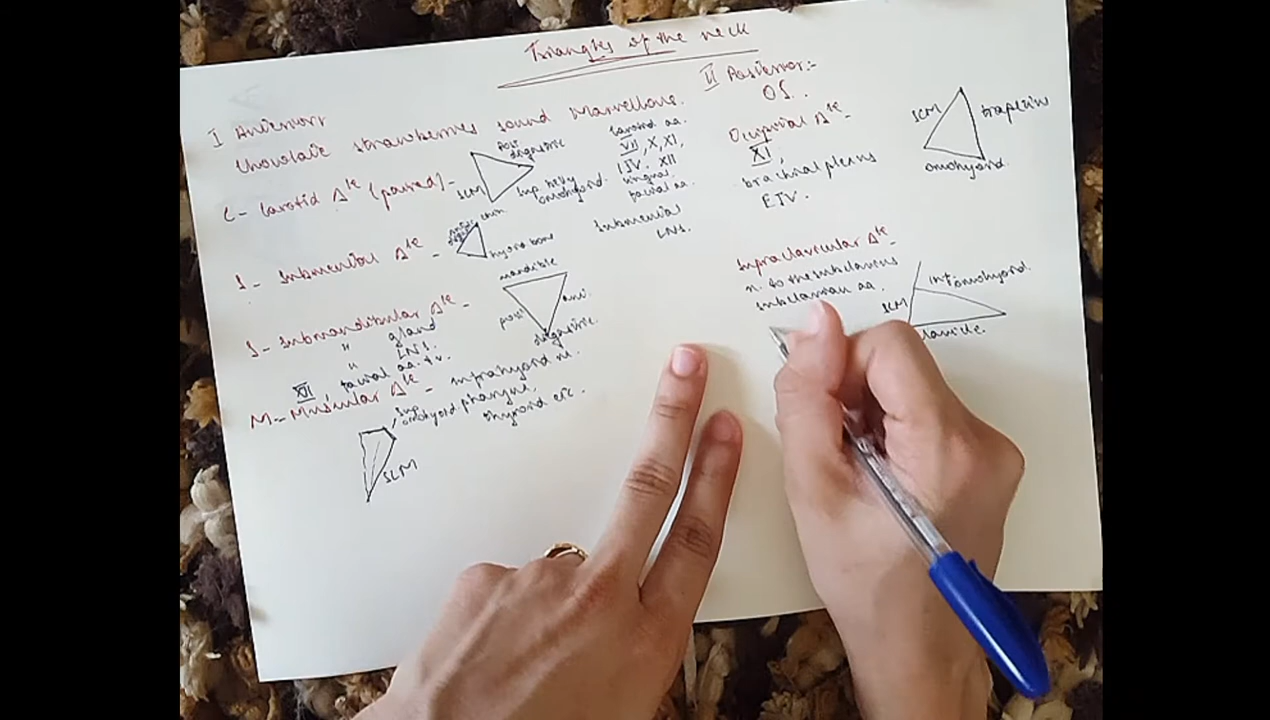 Triangles of the neck
I Anterior
Chocolate strawberries sound Marvellous.
C- Carotid Δle (paired) -
SCM
Post digastric
Sup belly omohyoid.
Carotid aa.
VII, X, XI,
IJV. XII
lingual
facial aa.
S- Submental Δle -
chin
hyoid bone
Submental
LNs.
S- Submandibular Δle -
" gland
" LNs.
XII, facial aa. &v.
mandible
post
ant.
digastric.
M- Muscular Δle - infrahyoid m.
pharynx,
thyroid etc.
Sup
omohyoid
SCM
II Posterior:-
OS.
Occipital Δle -
XI,
brachial plexus
EJV.
SCM
trapezius
omohyoid.
Supraclavicular Δle -
n. to the subclavius
subclavian aa.
SCM
inf omohyoid.
clavicle.